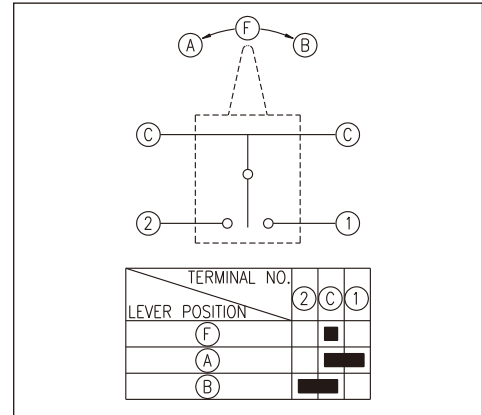 F
A B
C C
2 1
TERMINAL NO.
2 C 1
LEVER POSITION
F
A
B